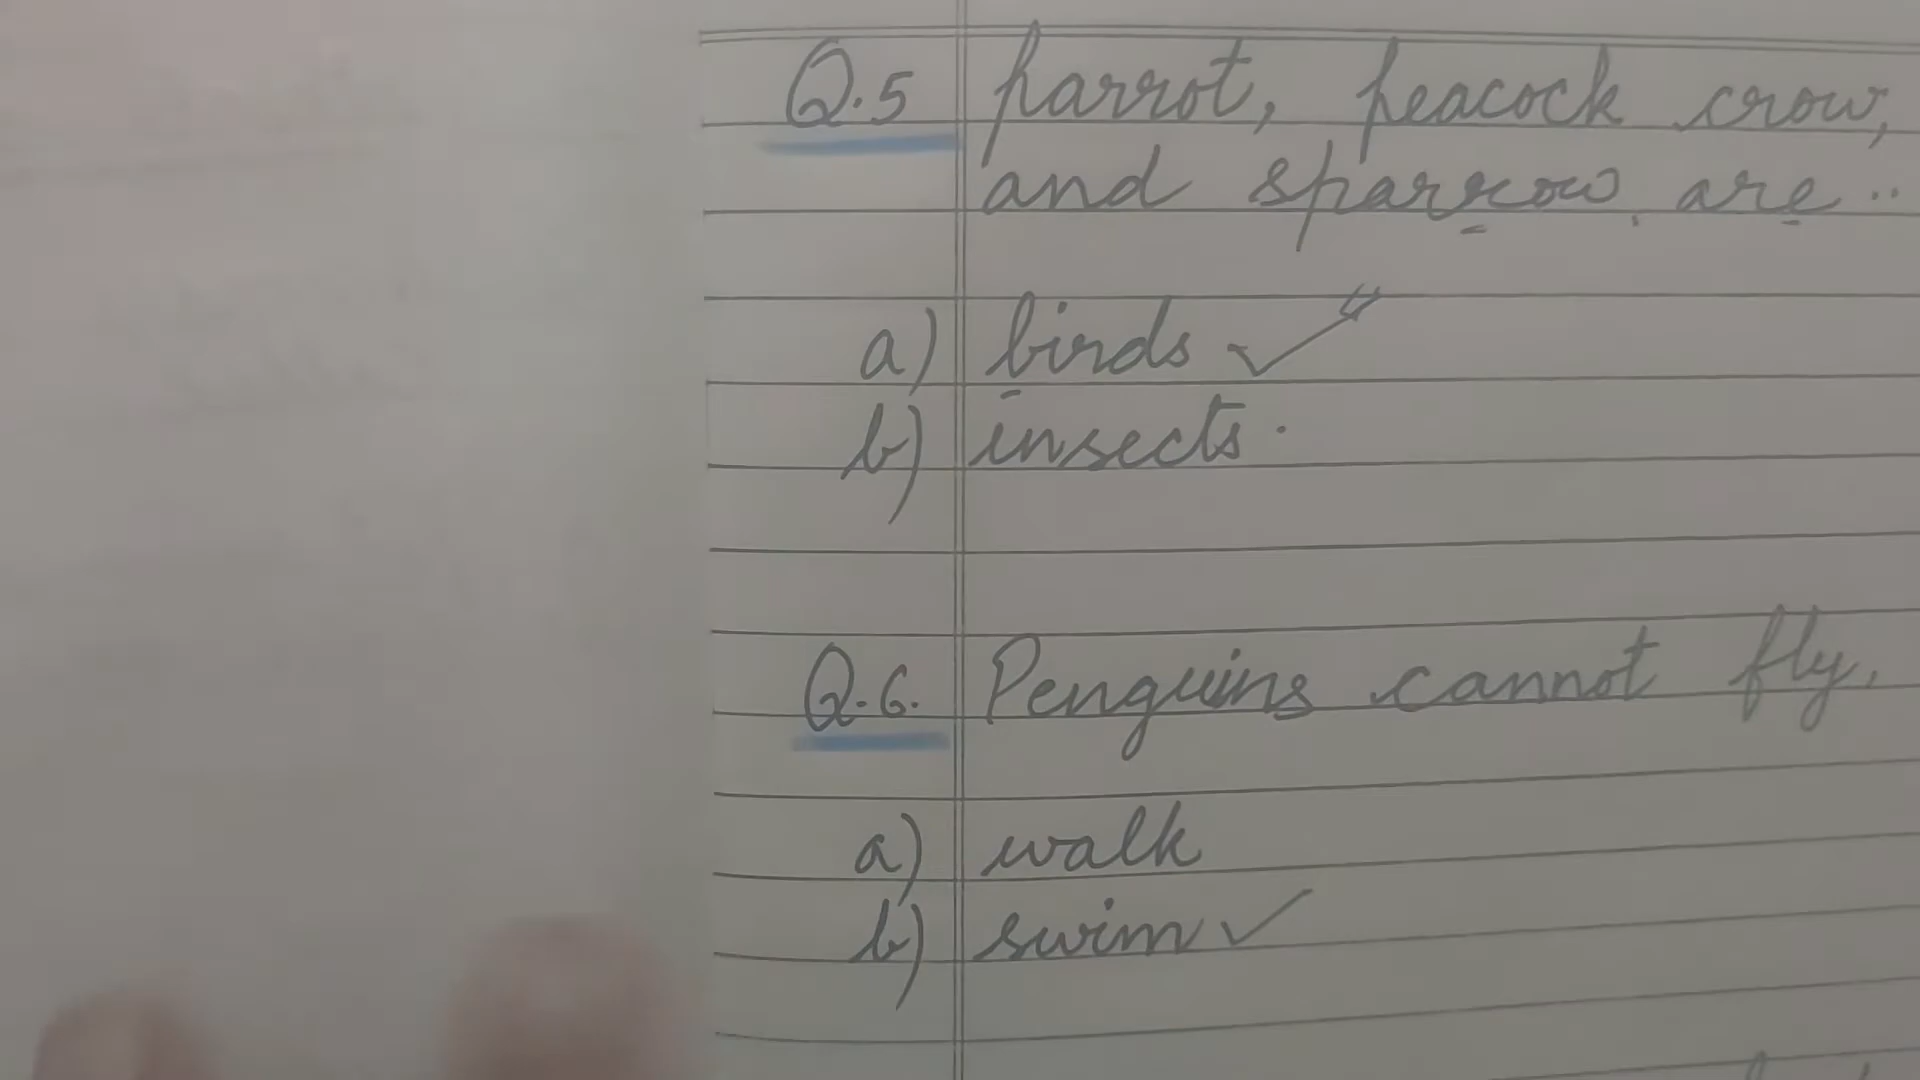 Q.5 parrot, peacock crow,
and sparrow are ..
a) birds ✓
b) insects.
Q.6. Penguins cannot fly,
a) walk
b) swim ✓